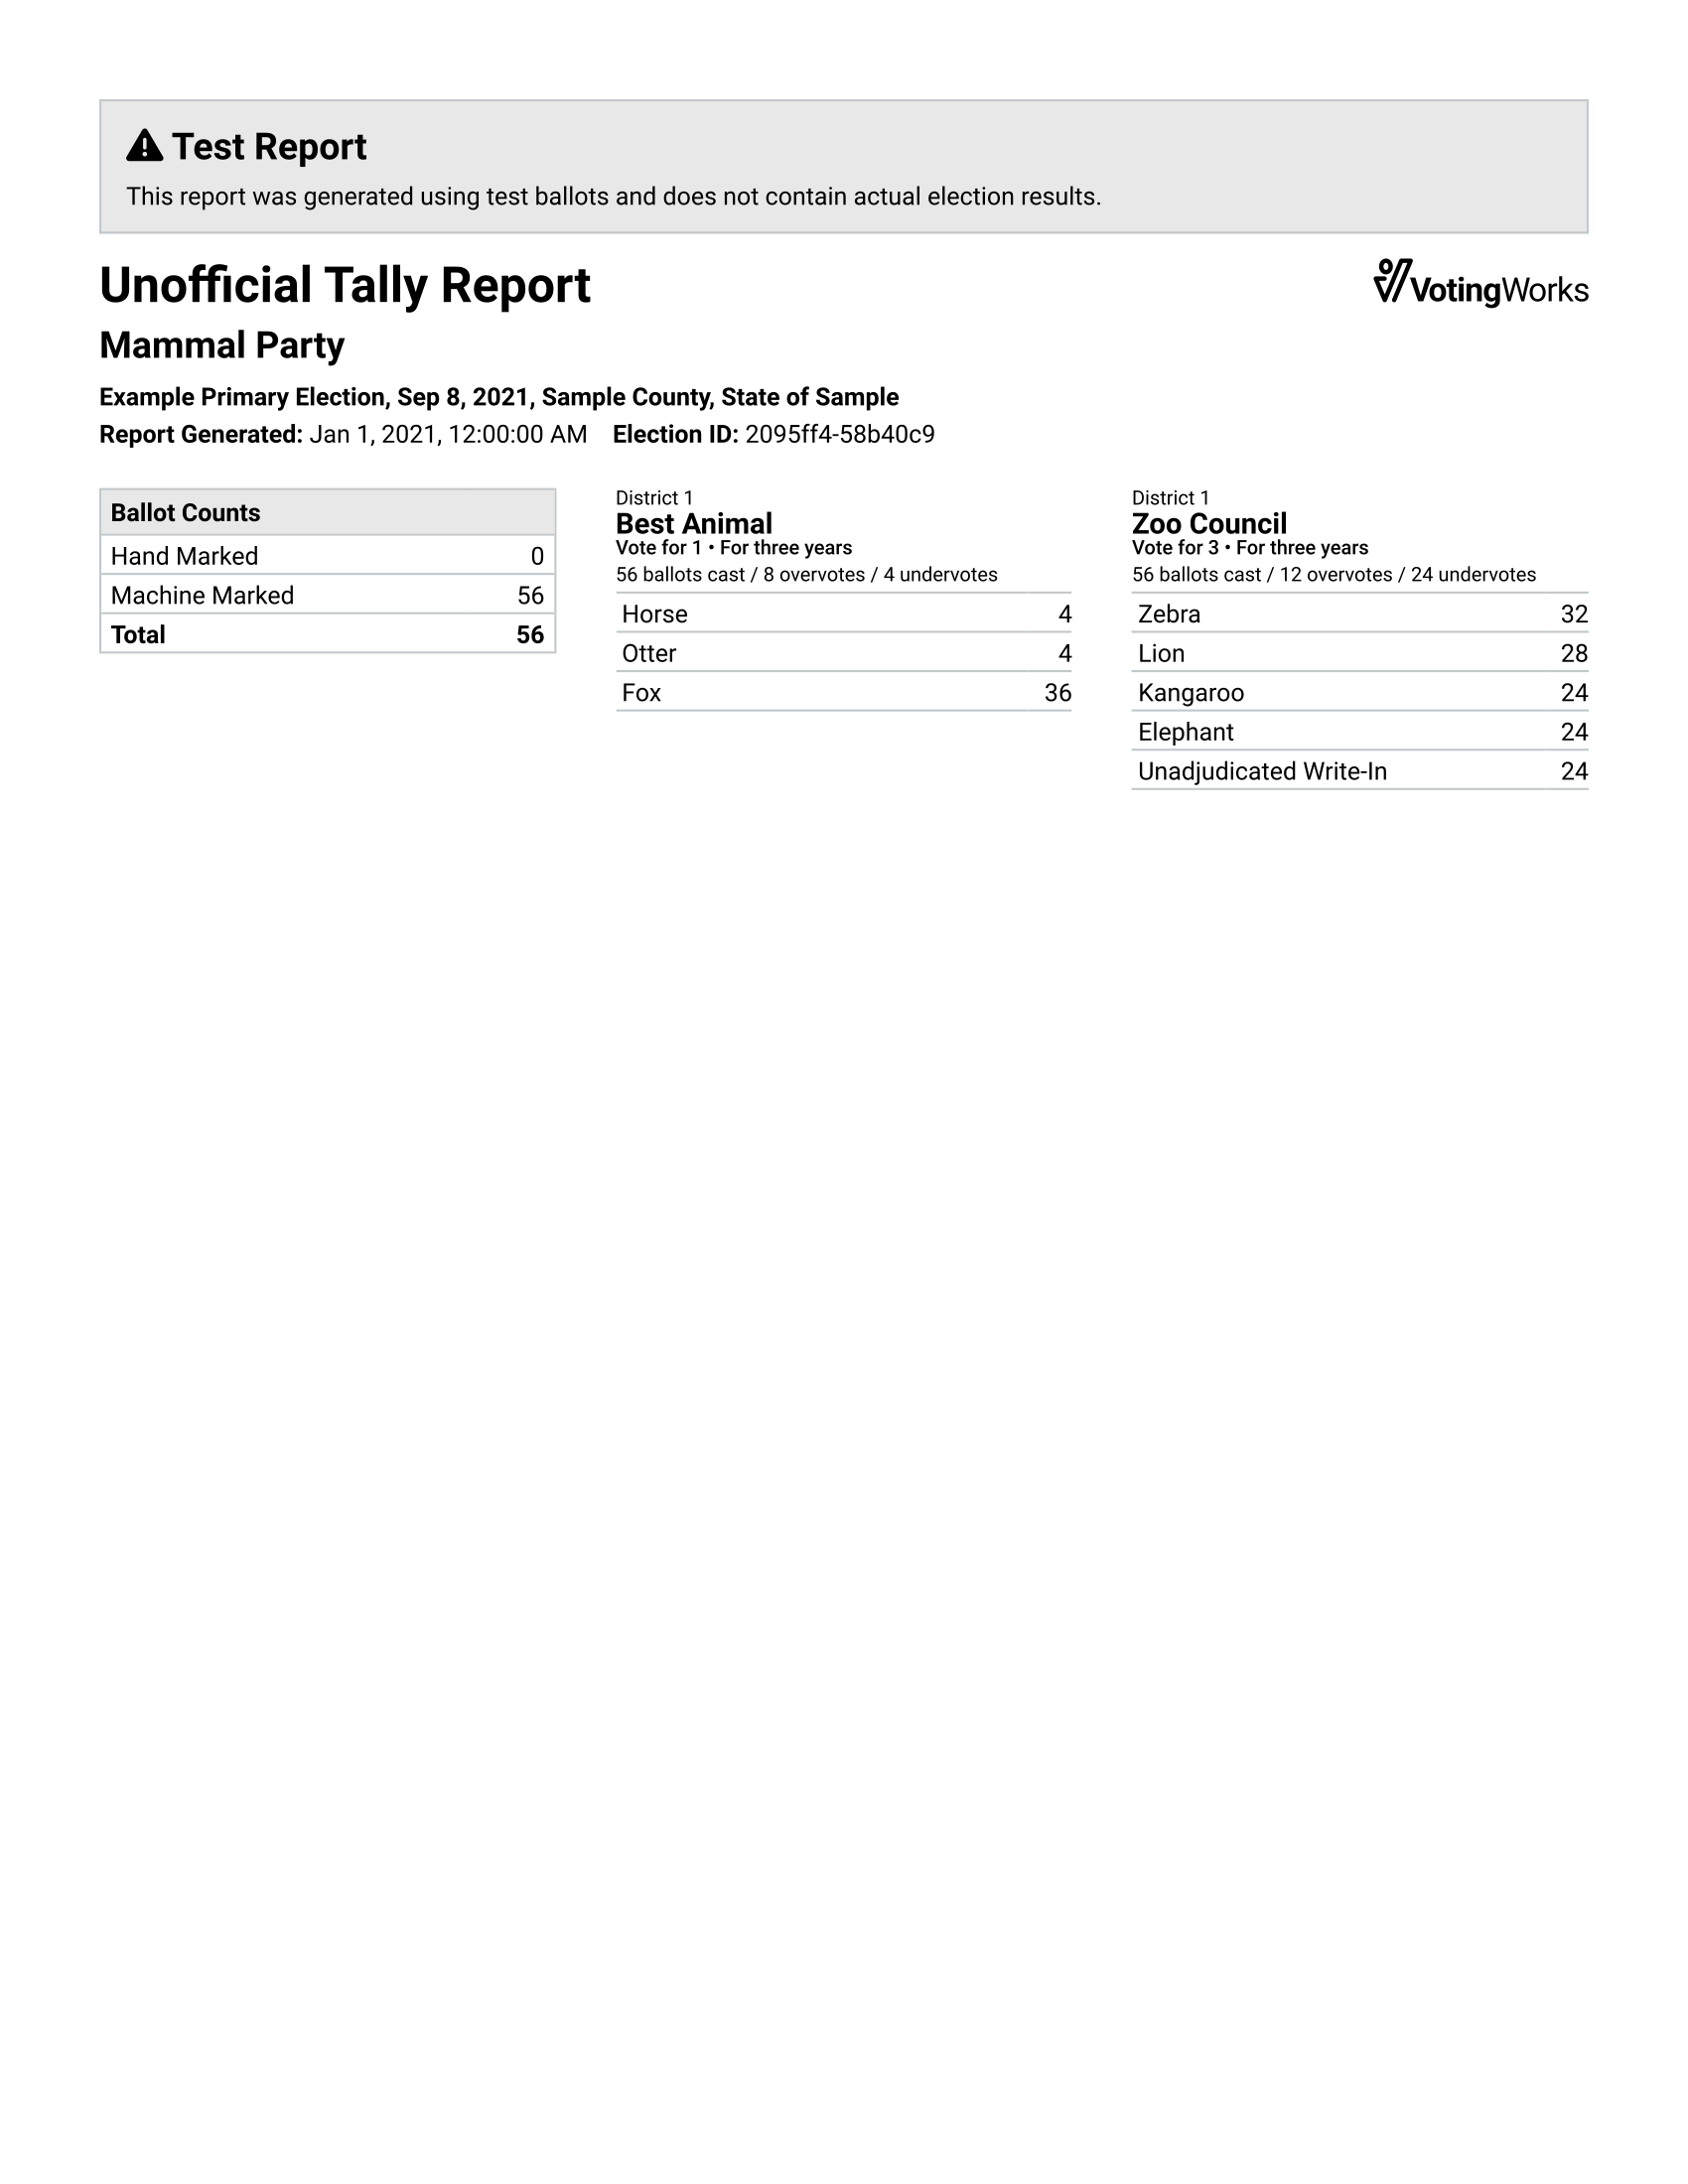 Test Report
This report was generated using test ballots and does not contain actual election results.
Unofficial Tally Report
VotingWorks
Mammal Party
Example Primary Election, Sep 8, 2021, Sample County, State of Sample
Report Generated: Jan 1, 2021, 12:00:00 AM Election ID: 2095ff4-58b40c9
Ballot Counts
Hand Marked 0
Machine Marked 56
Total 56
District 1
Best Animal
Vote for 1 • For three years
56 ballots cast / 8 overvotes / 4 undervotes
Horse 4
Otter 4
Fox 36
District 1
Zoo Council
Vote for 3 • For three years
56 ballots cast / 12 overvotes / 24 undervotes
Zebra 32
Lion 28
Kangaroo 24
Elephant 24
Unadjudicated Write-In 24